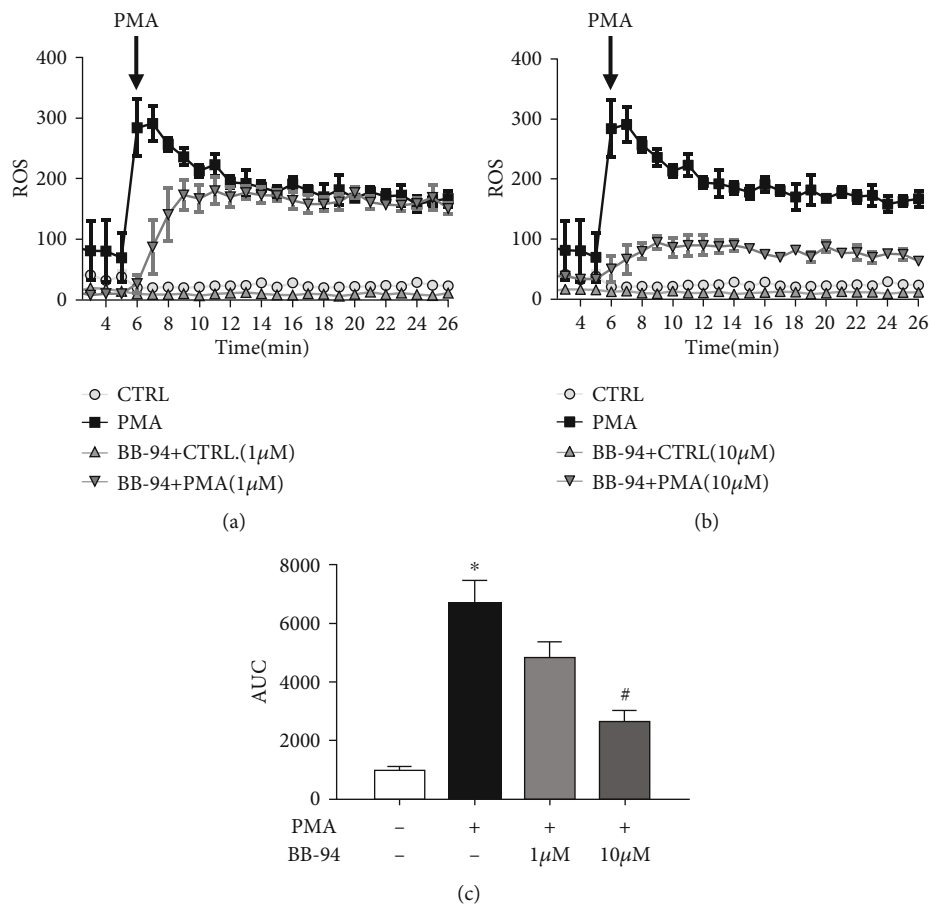 PMA
400
300
200
100
0
ROS
4 6 8 10 12 14 16 18 20 22 24 26
Time(min)
CTRL
PMA
BB-94+CTRL.(1μM)
BB-94+PMA(1μM)
(a)
PMA
400
300
200
100
0
ROS
4 6 8 10 12 14 16 18 20 22 24 26
Time(min)
CTRL
PMA
BB-94+CTRL(10μM)
BB-94+PMA(10μM)
(b)
8000
6000
4000
2000
0
AUC
*
#
PMA – + + +
BB-94 – – 1μM 10μM
(c)